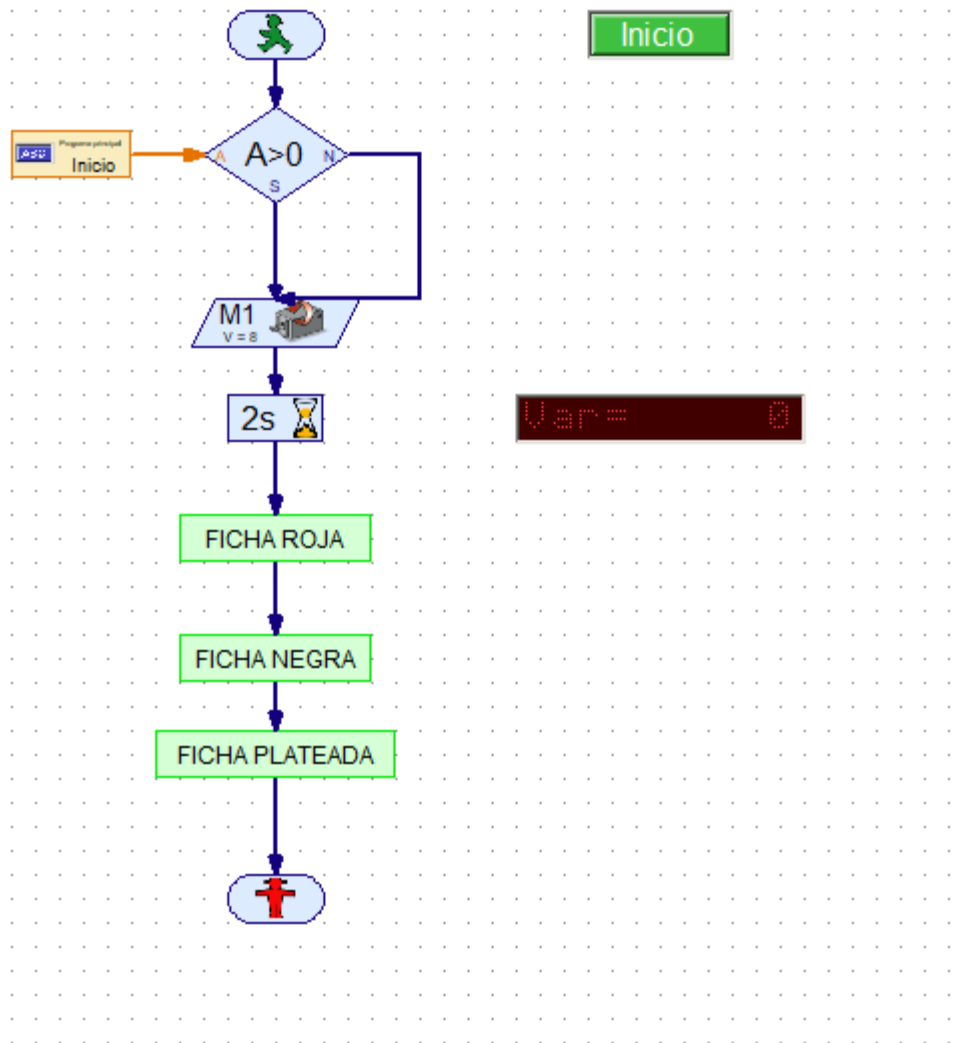 Inicio
A>0
A
N
S
Programa principal
Inicio
M1
V = 8
2s
Var= 0
FICHA ROJA
FICHA NEGRA
FICHA PLATEADA